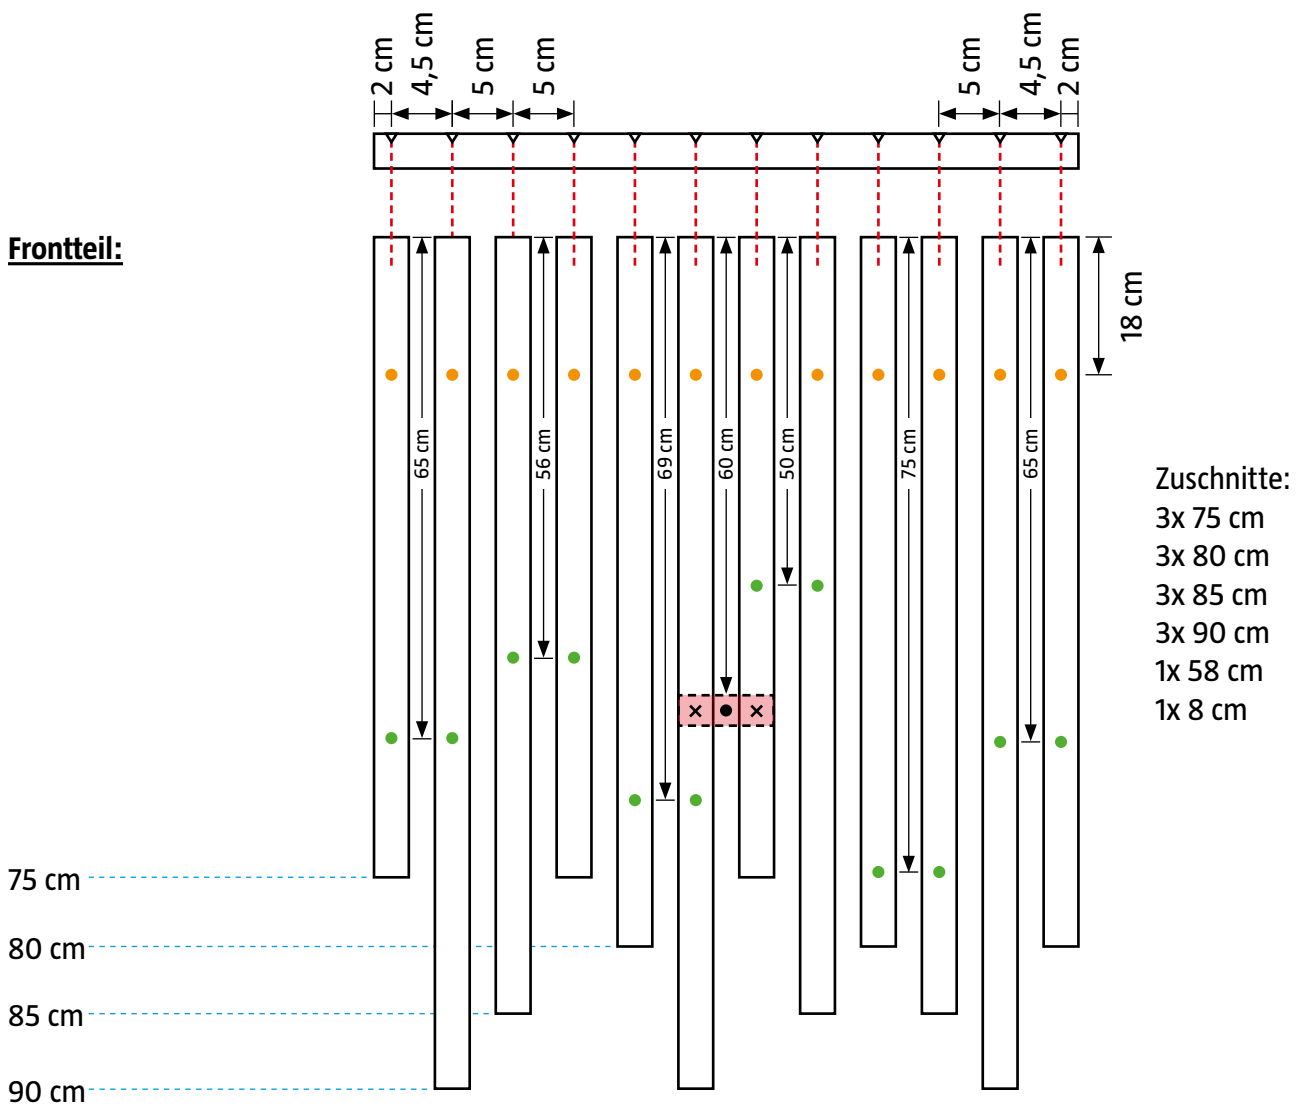 2 cm
4,5 cm
5 cm
5 cm
5 cm
4,5 cm
2 cm
Frontteil:
18 cm
65 cm
56 cm
69 cm
60 cm
50 cm
75 cm
65 cm
Zuschnitte:
3x 75 cm
3x 80 cm
3x 85 cm
3x 90 cm
1x 58 cm
1x 8 cm
75 cm
80 cm
85 cm
90 cm